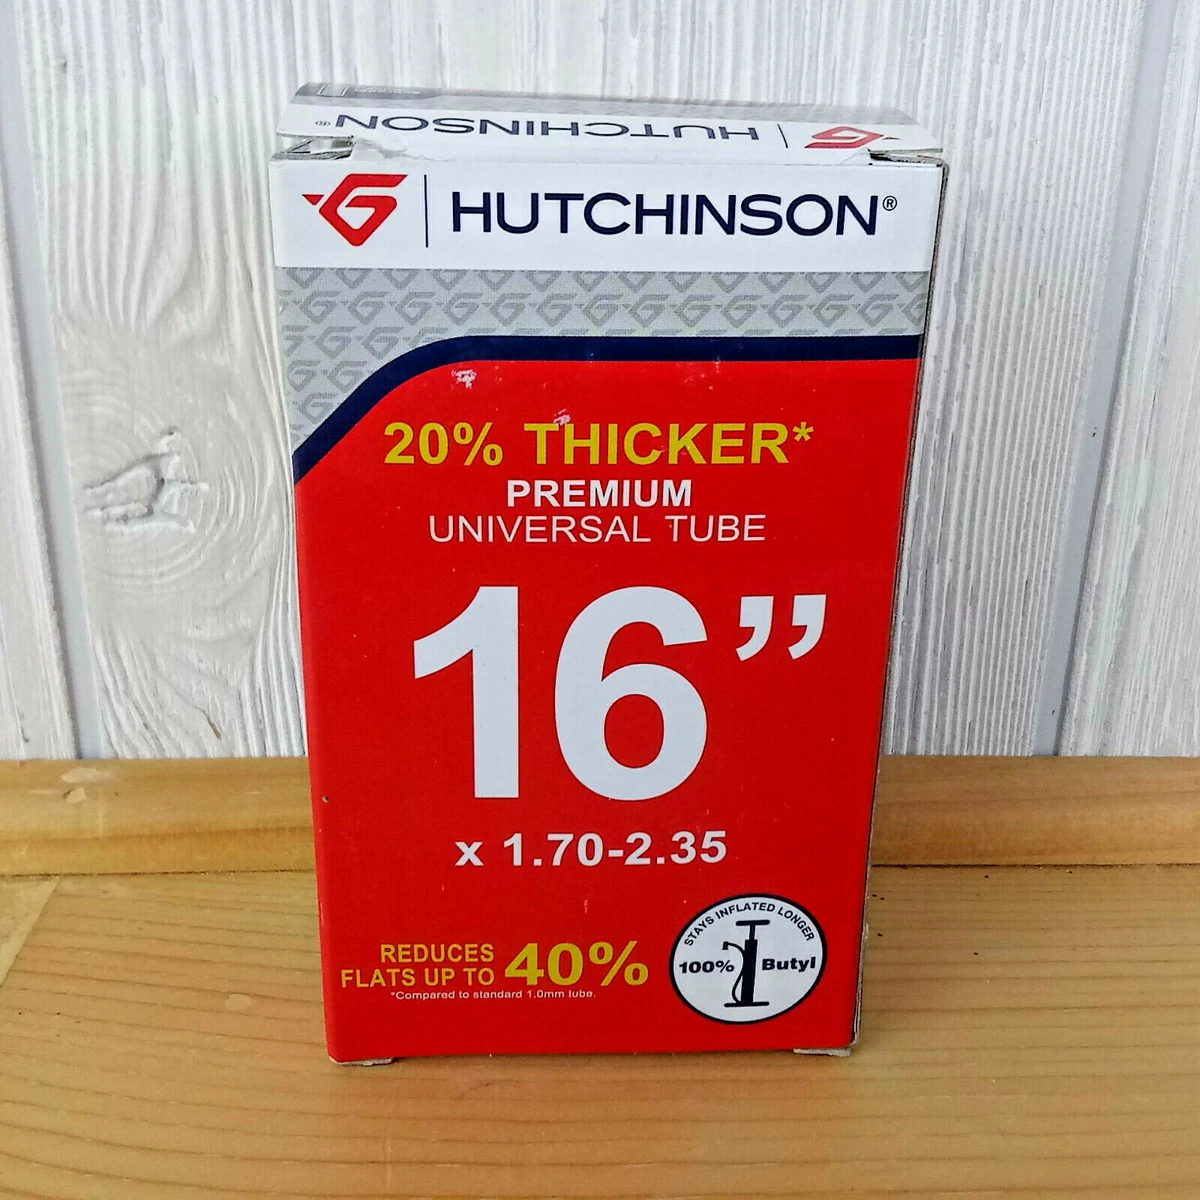 HUTCHINSON®
HUTCHINSON®
20% THICKER*
PREMIUM
UNIVERSAL TUBE
16”
x 1.70-2.35
REDUCES
FLATS UP TO 40%
*Compared to standard 1.0mm tube.
STAYS INFLATED LONGER
100% Butyl